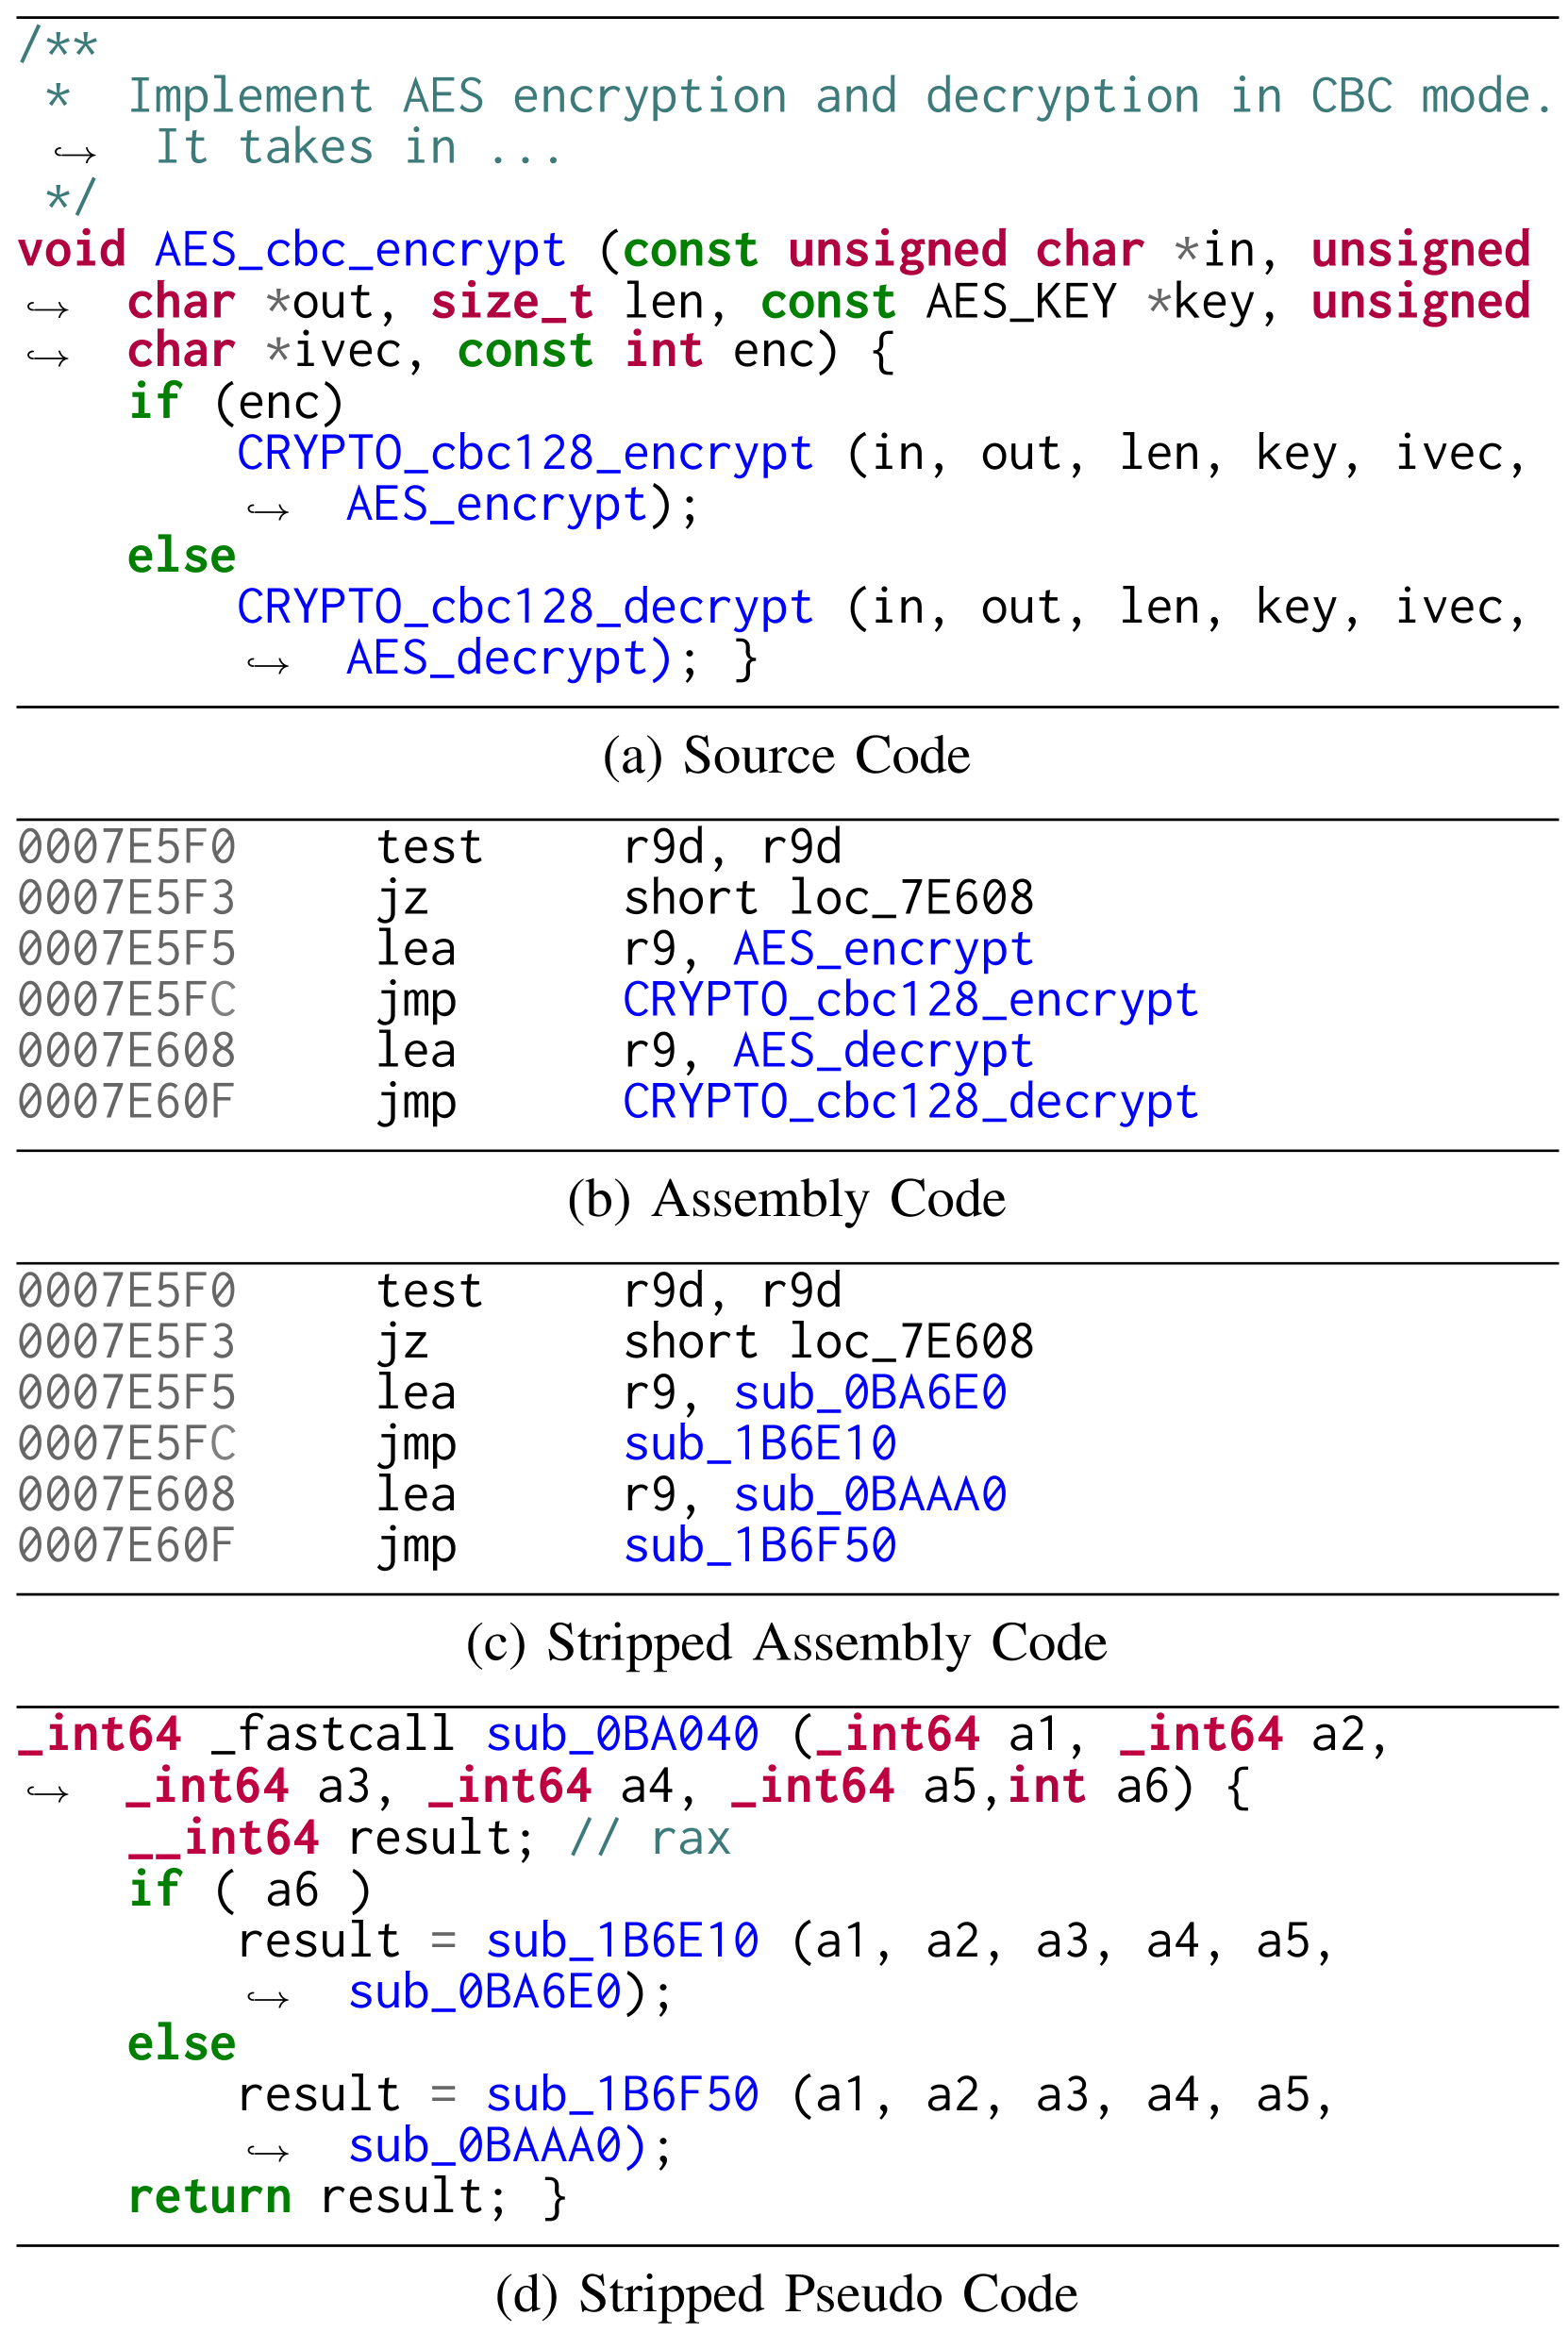 /**
 *  Implement AES encryption and decryption in CBC mode.
↪  It takes in ...
 */
void AES_cbc_encrypt (const unsigned char *in, unsigned
↪  char *out, size_t len, const AES_KEY *key, unsigned
↪  char *ivec, const int enc) {
    if (enc)
        CRYPTO_cbc128_encrypt (in, out, len, key, ivec,
        ↪  AES_encrypt);
    else
        CRYPTO_cbc128_decrypt (in, out, len, key, ivec,
        ↪  AES_decrypt); }
(a) Source Code
0007E5F0     test     r9d, r9d
0007E5F3     jz       short loc_7E608
0007E5F5     lea      r9, AES_encrypt
0007E5FC     jmp      CRYPTO_cbc128_encrypt
0007E608     lea      r9, AES_decrypt
0007E60F     jmp      CRYPTO_cbc128_decrypt
(b) Assembly Code
0007E5F0     test     r9d, r9d
0007E5F3     jz       short loc_7E608
0007E5F5     lea      r9, sub_0BA6E0
0007E5FC     jmp      sub_1B6E10
0007E608     lea      r9, sub_0BAAA0
0007E60F     jmp      sub_1B6F50
(c) Stripped Assembly Code
_int64 _fastcall sub_0BA040 (_int64 a1, _int64 a2,
↪  _int64 a3, _int64 a4, _int64 a5,int a6) {
    __int64 result; // rax
    if ( a6 )
        result = sub_1B6E10 (a1, a2, a3, a4, a5,
        ↪  sub_0BA6E0);
    else
        result = sub_1B6F50 (a1, a2, a3, a4, a5,
        ↪  sub_0BAAA0);
    return result; }
(d) Stripped Pseudo Code